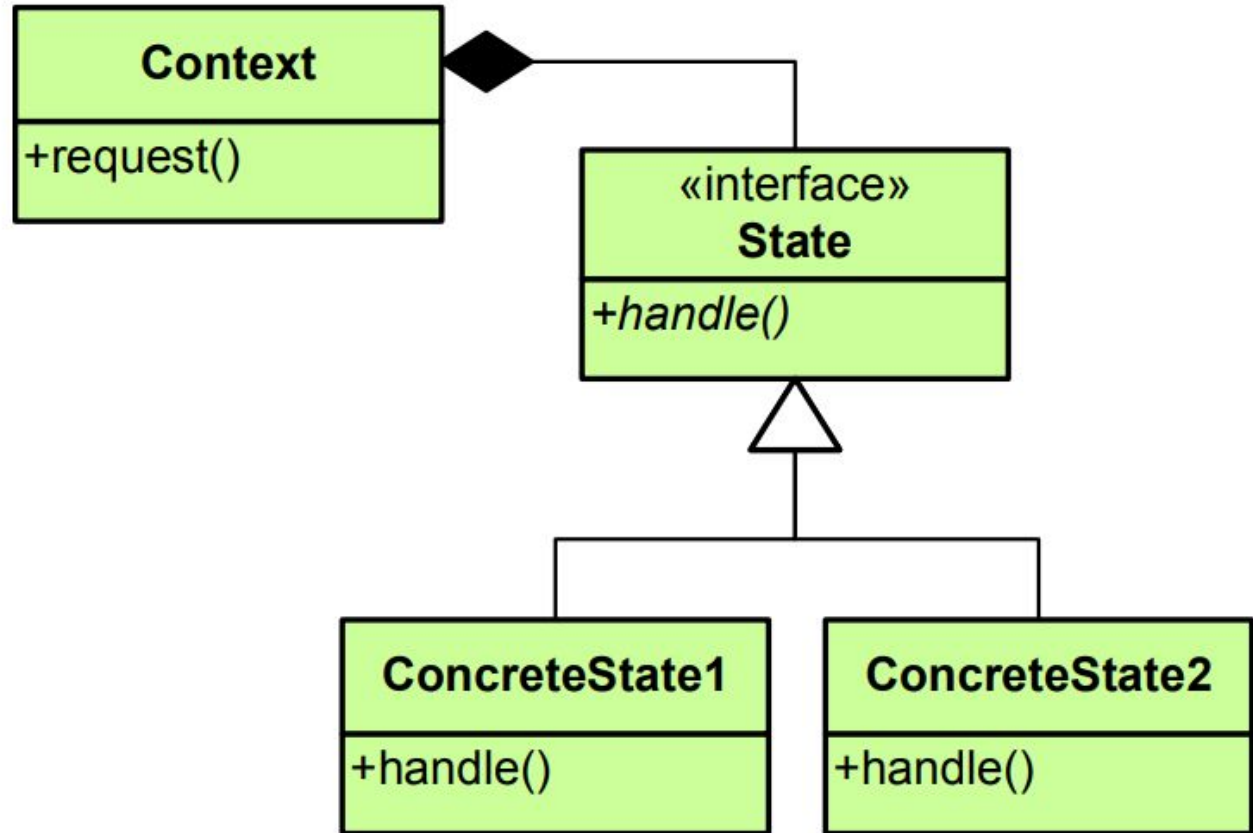 Context
+request()
«interface»
State
+handle()
ConcreteState1
+handle()
ConcreteState2
+handle()